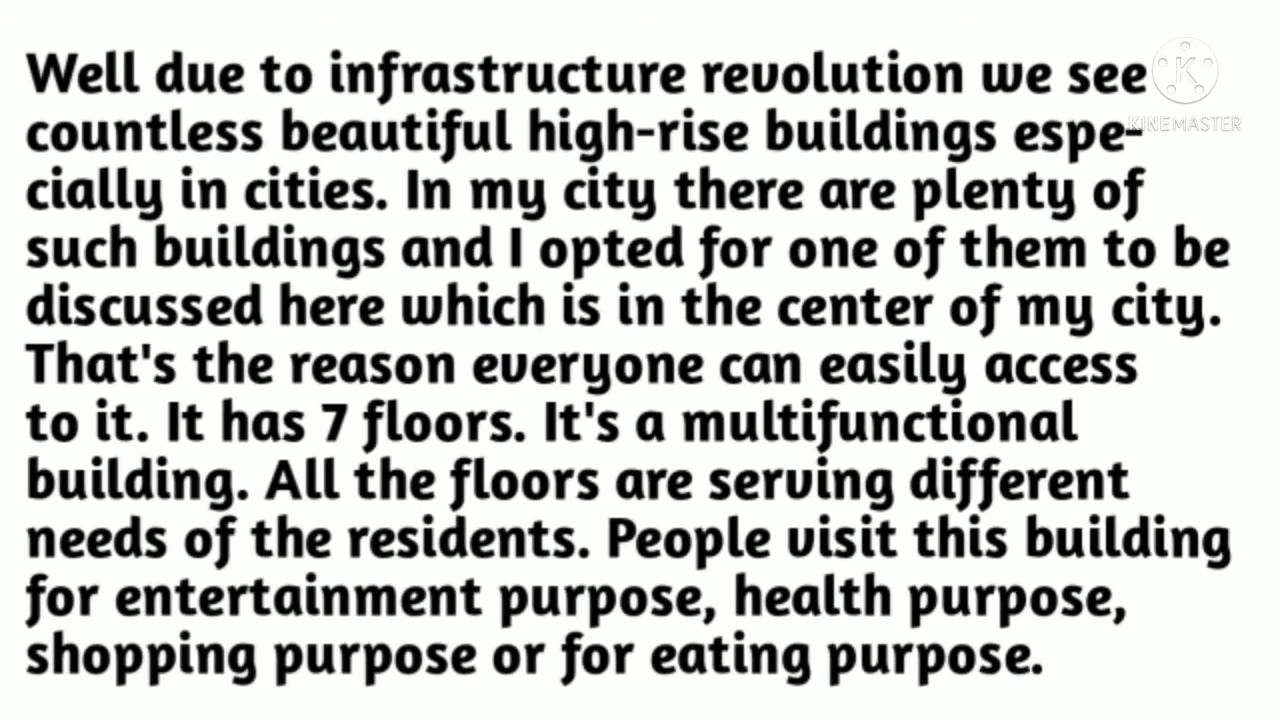 Well due to infrastructure revolution we see
countless beautiful high-rise buildings espe-
cially in cities. In my city there are plenty of
such buildings and I opted for one of them to be
discussed here which is in the center of my city.
That's the reason everyone can easily access
to it. It has 7 floors. It's a multifunctional
building. All the floors are serving different
needs of the residents. People visit this building
for entertainment purpose, health purpose,
shopping purpose or for eating purpose.
K
KINEMASTER